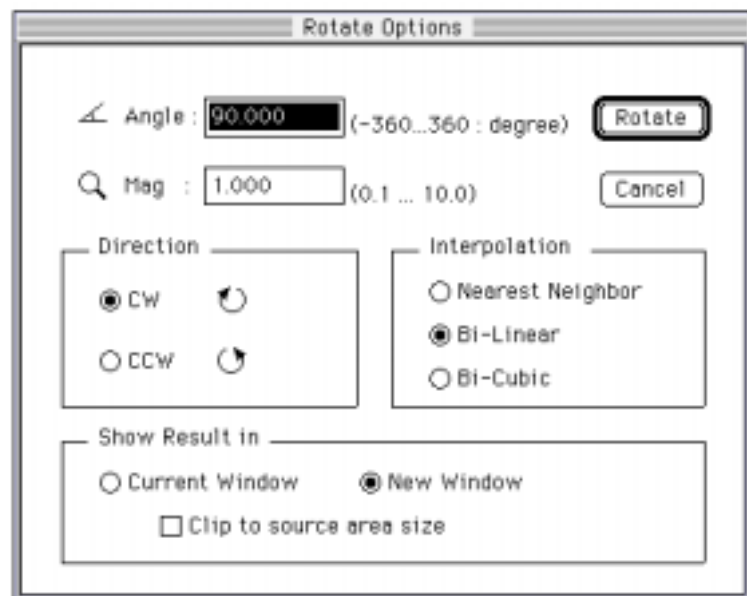 Rotate Options
Angle : 90.000 (-360...360 : degree) Rotate
Mag : 1.000 (0.1 ... 10.0) Cancel
Direction
CW
CCW
Interpolation
Nearest Neighbor
Bi-Linear
Bi-Cubic
Show Result in
Current Window New Window
Clip to source area size